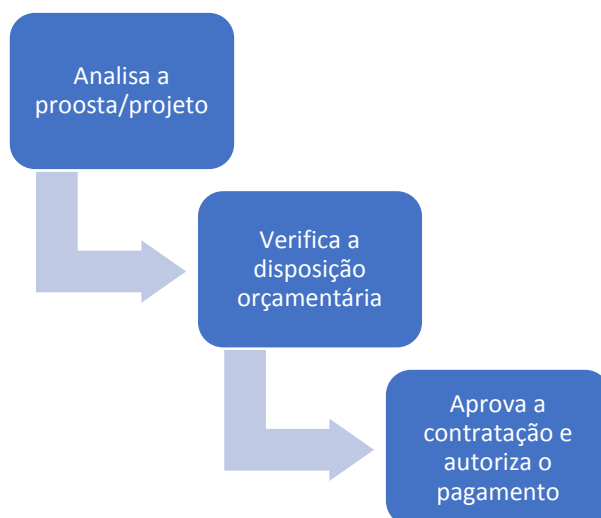 Analisa a
proosta/projeto
Verifica a
disposição
orçamentária
Aprova a
contratação e
autoriza o
pagamento